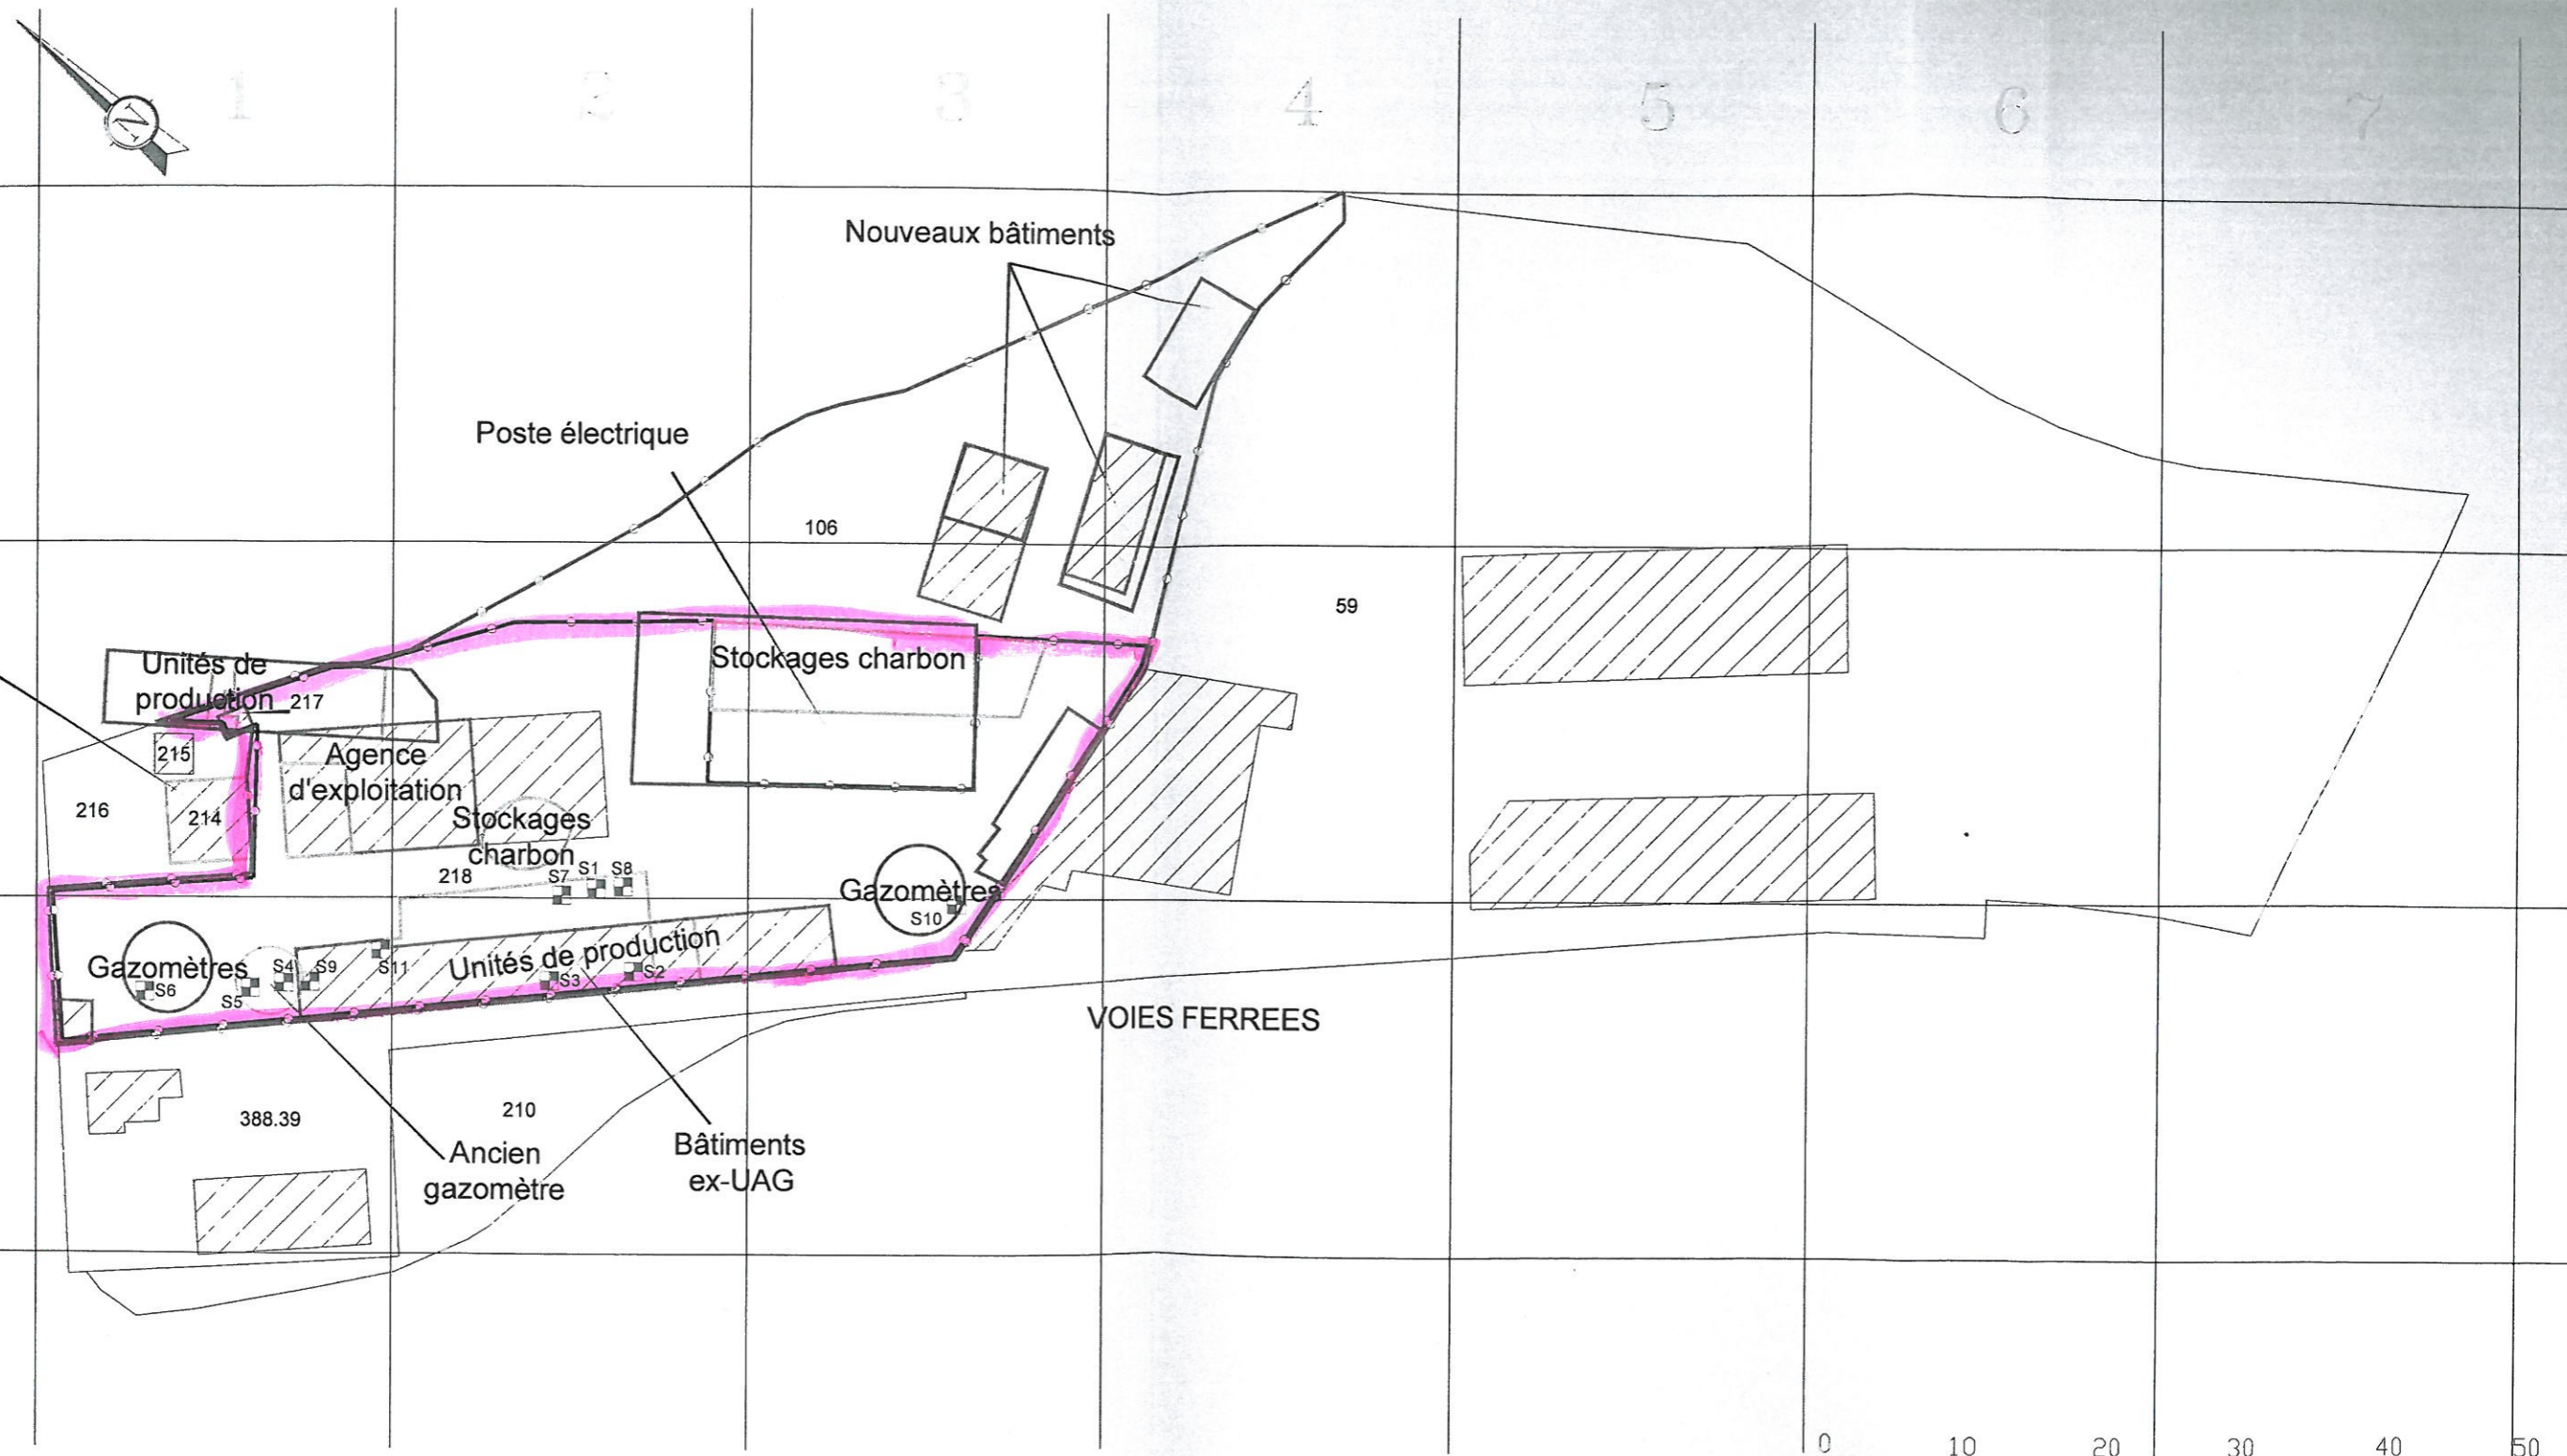 N
1 2 3 4 5 6 7
Nouveaux bâtiments
Poste électrique
106
59
Unités de
production
217
Stockages charbon
215
Agence
d'exploitation
216
214
Stockages
charbon
218
S7
S1
S8
Gazomètres
S10
Gazomètres
S6
S5
S4
S9
S11
Unités de production
S3
S2
VOIES FERREES
388.39
210
Ancien
gazomètre
Bâtiments
ex-UAG
0 10 20 30 40 50